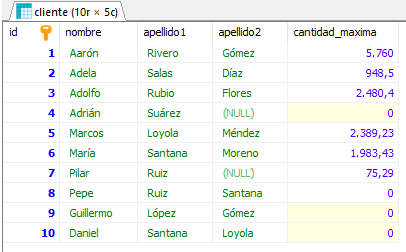 cliente (10r × 5c)
id nombre apellido1 apellido2 cantidad_maxima
1 Aarón Rivero Gómez 5.760
2 Adela Salas Díaz 948,5
3 Adolfo Rubio Flores 2.480,4
4 Adrián Suárez (NULL) 0
5 Marcos Loyola Méndez 2.389,23
6 María Santana Moreno 1.983,43
7 Pilar Ruiz (NULL) 75,29
8 Pepe Ruiz Santana 0
9 Guillermo López Gómez 0
10 Daniel Santana Loyola 0